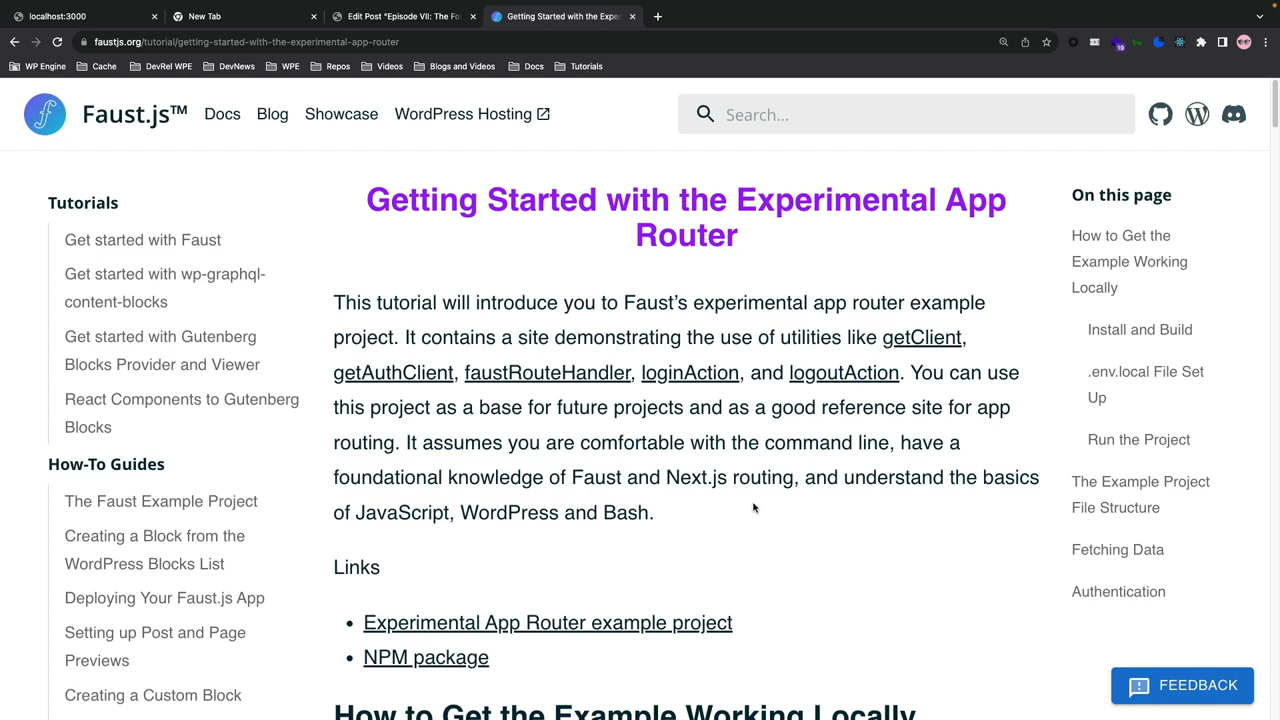 localhost:3000
New Tab
Edit Post "Episode VII: The Fo
Getting Started with the Exper
faustjs.org/tutorial/getting-started-with-the-experimental-app-router
19
WP Engine
Cache
DevRel WPE
DevNews
WPE
Repos
Videos
Blogs and Videos
Docs
Tutorials
Faust.js™
Docs
Blog
Showcase
WordPress Hosting
Search...
Tutorials
Get started with Faust
Get started with wp-graphql-
content-blocks
Get started with Gutenberg
Blocks Provider and Viewer
React Components to Gutenberg
Blocks
How-To Guides
The Faust Example Project
Creating a Block from the
WordPress Blocks List
Deploying Your Faust.js App
Setting up Post and Page
Previews
Creating a Custom Block
Getting Started with the Experimental App
Router
This tutorial will introduce you to Faust's experimental app router example
project. It contains a site demonstrating the use of utilities like getClient,
getAuthClient, faustRouteHandler, loginAction, and logoutAction. You can use
this project as a base for future projects and as a good reference site for app
routing. It assumes you are comfortable with the command line, have a
foundational knowledge of Faust and Next.js routing, and understand the basics
of JavaScript, WordPress and Bash.
Links
• Experimental App Router example project
• NPM package
How to Get the Example Working Locally
On this page
How to Get the
Example Working
Locally
Install and Build
.env.local File Set
Up
Run the Project
The Example Project
File Structure
Fetching Data
Authentication
FEEDBACK